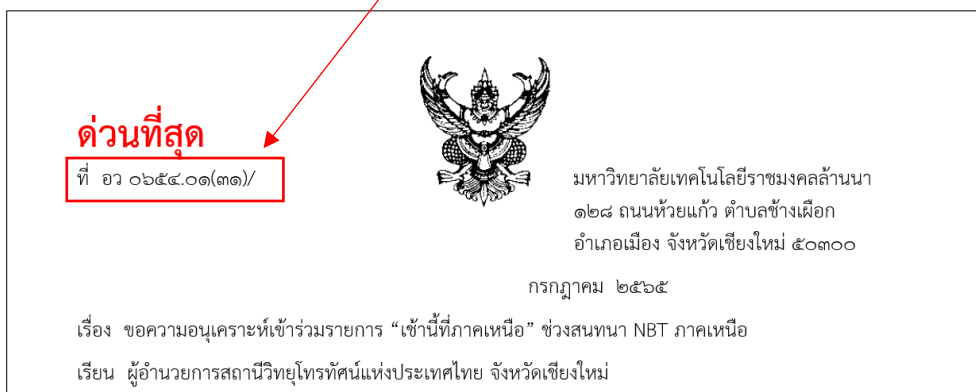 ด่วนที่สุด
ที่ อว ๐๖๕๔.๐๑(๓๑)/
มหาวิทยาลัยเทคโนโลยีราชมงคลล้านนา
๑๒๘ ถนนห้วยแก้ว ตำบลช้างเผือก
อำเภอเมือง จังหวัดเชียงใหม่ ๕๐๓๐๐
กรกฎาคม ๒๕๖๕
เรื่อง ขอความอนุเคราะห์เข้าร่วมรายการ “เช้านี้ที่ภาคเหนือ” ช่วงสนทนา NBT ภาคเหนือ
เรียน ผู้อำนวยการสถานีวิทยุโทรทัศน์แห่งประเทศไทย จังหวัดเชียงใหม่